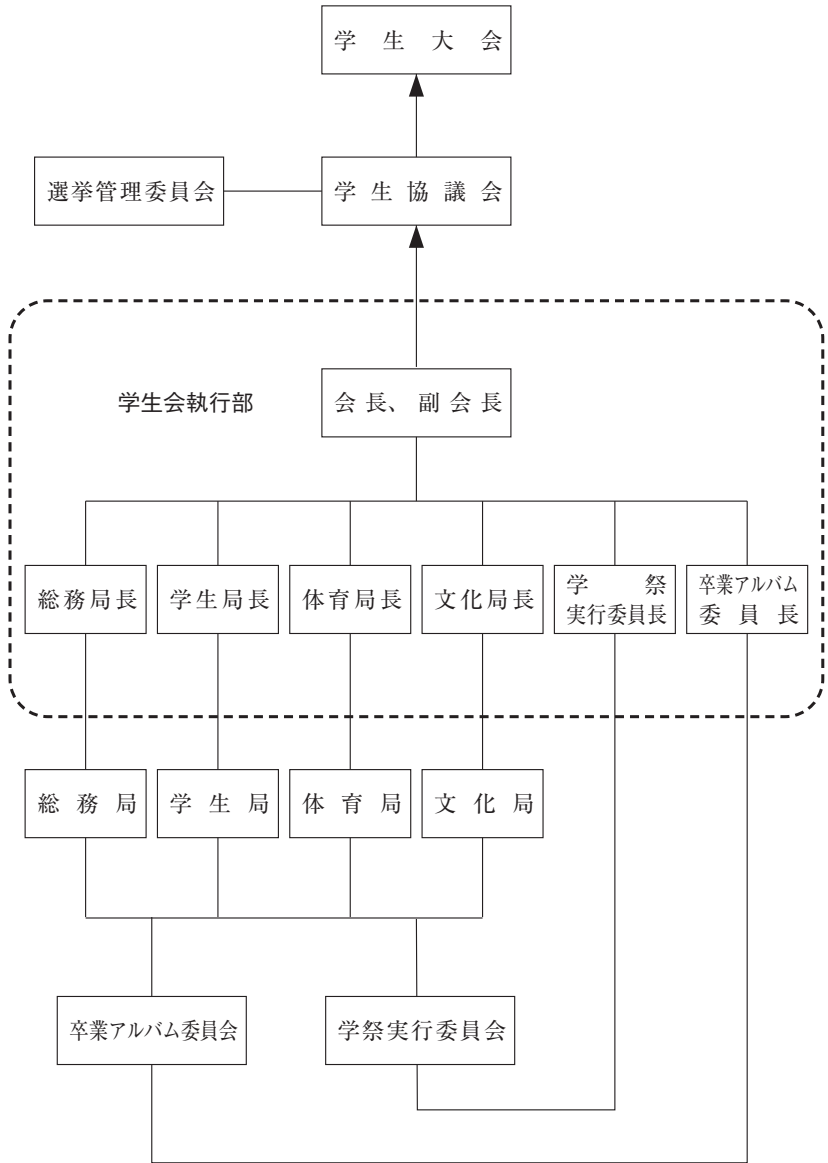 学生大会
選挙管理委員会
学生協議会
学生会執行部
会長、副会長
総務局長
学生局長
体育局長
文化局長
学祭
実行委員長
卒業アルバム
委員長
総務局
学生局
体育局
文化局
卒業アルバム委員会
学祭実行委員会